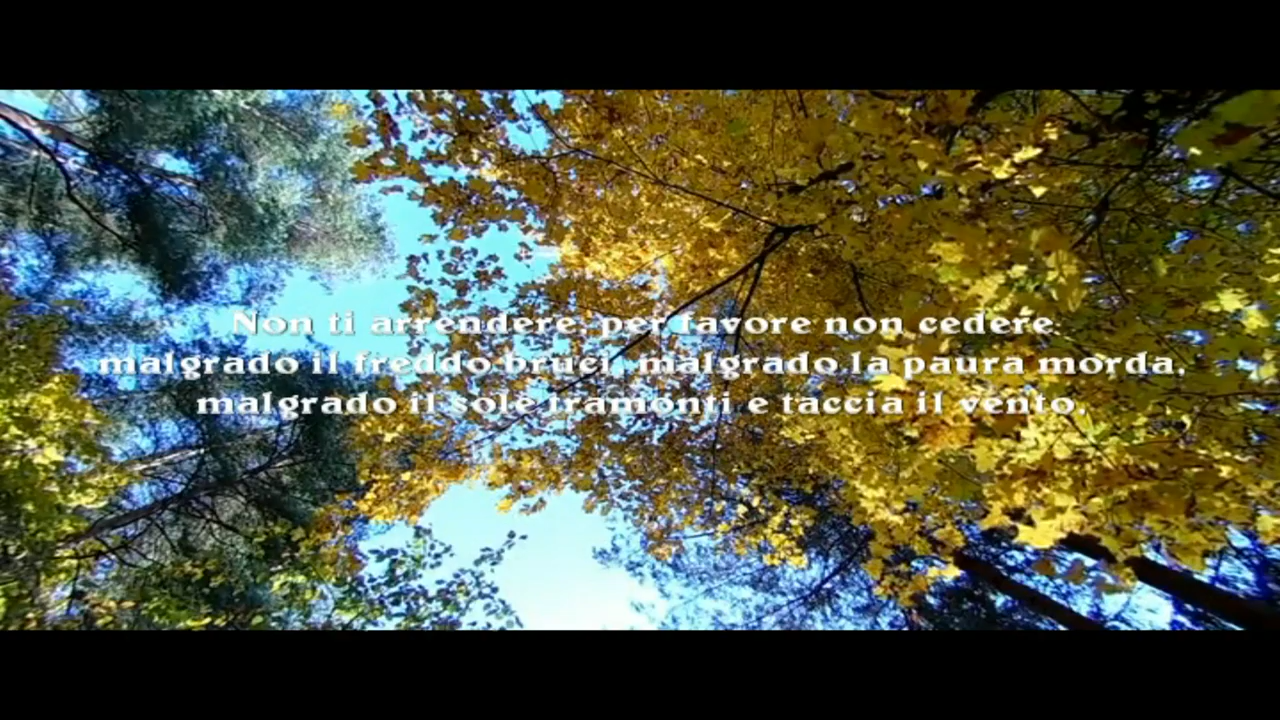 Non ti arrendere, per favore non cedere,
malgrado il freddo bruci, malgrado la paura morda,
malgrado il sole tramonti e taccia il vento,